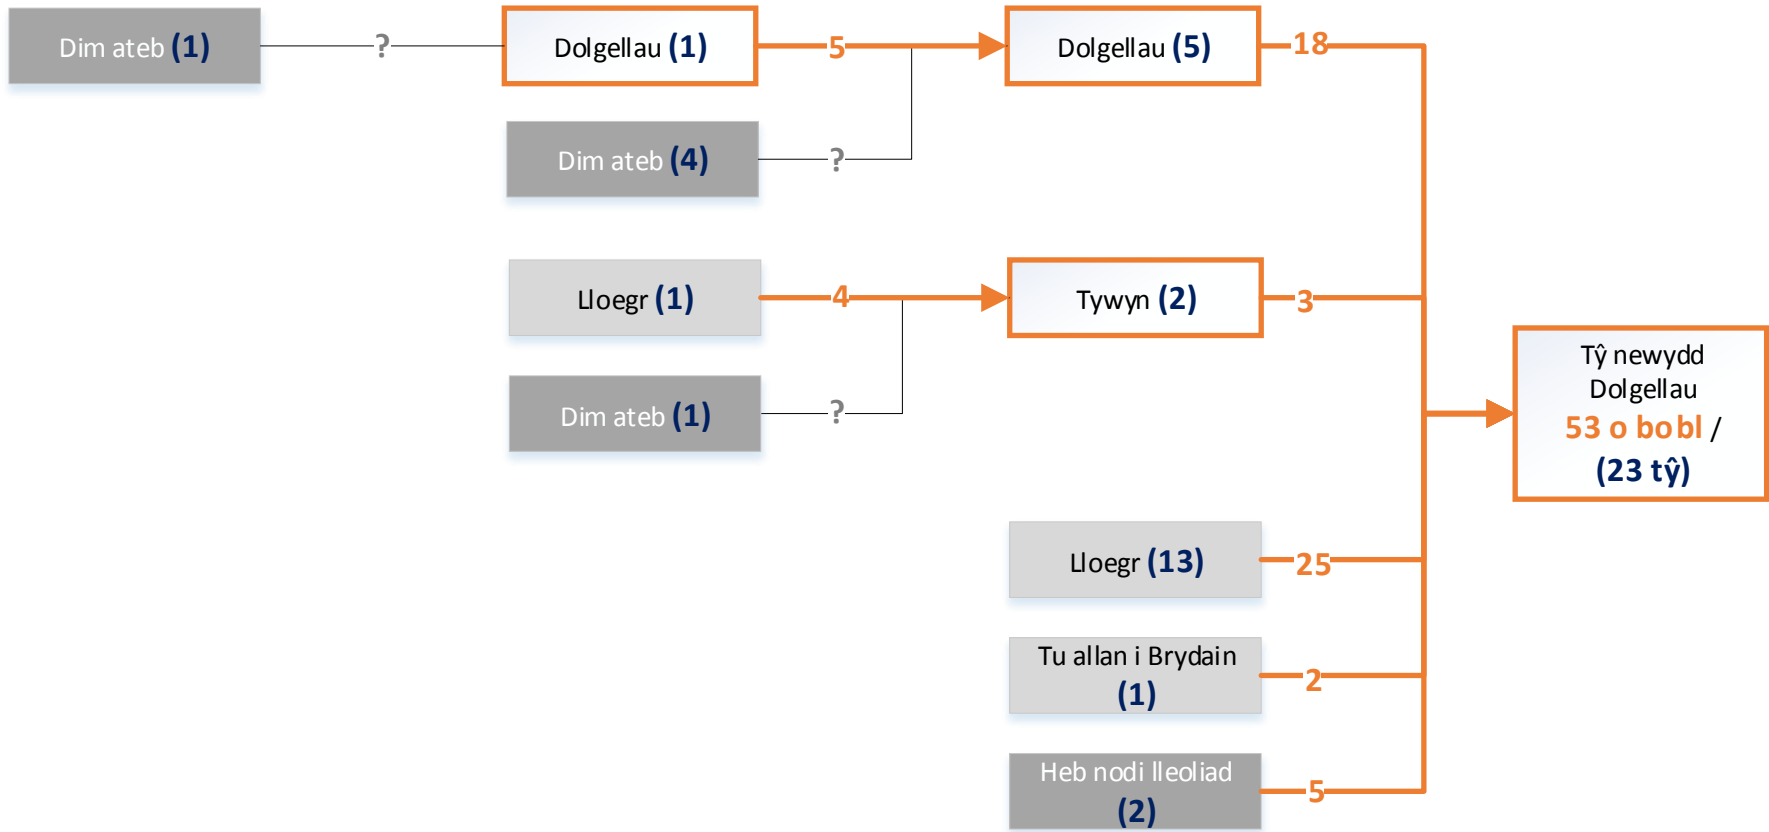 Dim ateb (1)
?
Dolgellau (1)
5
Dolgellau (5)
18
Dim ateb (4)
?
Lloegr (1)
4
Tywyn (2)
3
Dim ateb (1)
?
Tŷ newydd
Dolgellau
53 o bobl /
(23 tŷ)
Lloegr (13)
25
Tu allan i Brydain
(1)
2
Heb nodi lleoliad
(2)
5